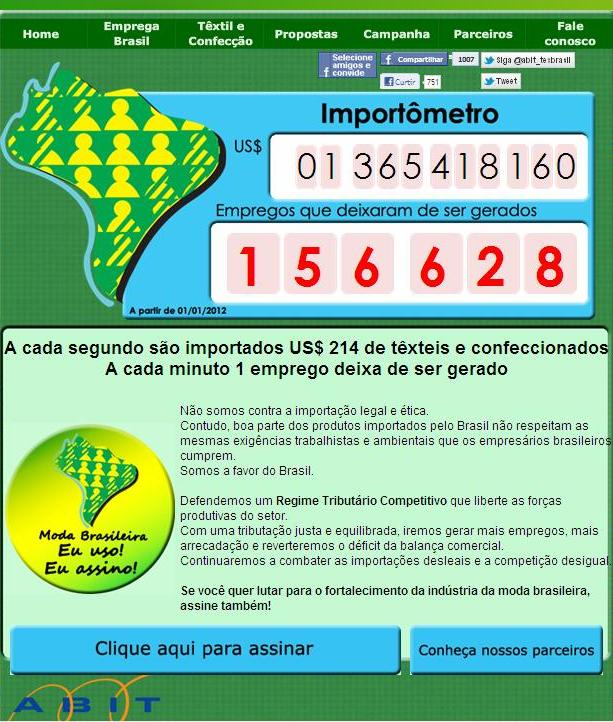 Home
Emprega
Brasil
Têxtil e
Confecção
Propostas
Campanha
Parceiros
Fale
conosco
Selecione
amigos e
convide
Compartilhar
1007
Siga @abit_texbrasil
Curtir
751
Tweet
Importômetro
US$ 01 365 418 160
Empregos que deixaram de ser gerados
156 628
A partir de 01/01/2012
A cada segundo são importados US$ 214 de têxteis e confeccionados
A cada minuto 1 emprego deixa de ser gerado
Não somos contra a importação legal e ética.
Contudo, boa parte dos produtos importados pelo Brasil não respeitam as
mesmas exigências trabalhistas e ambientais que os empresários brasileiros
cumprem.
Somos a favor do Brasil.
Defendemos um Regime Tributário Competitivo que liberte as forças
produtivas do setor.
Com uma tributação justa e equilibrada, iremos gerar mais empregos, mais
arrecadação e reverteremos o déficit da balança comercial.
Continuaremos a combater as importações desleais e a competição desigual.
Se você quer lutar para o fortalecimento da indústria da moda brasileira,
assine também!
Moda Brasileira
Eu uso!
Eu assino!
Clique aqui para assinar
Conheça nossos parceiros
ABIT